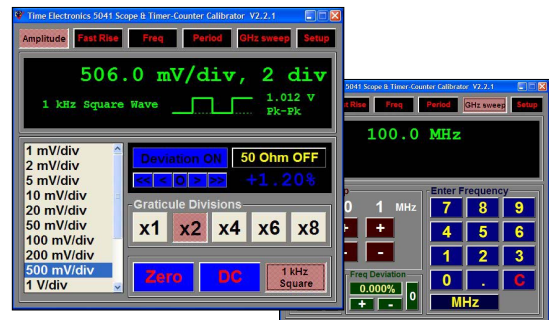 Time Electronics 5041 Scope & Timer-Counter Calibrator V2.2.1
Amplitude Fast Rise Freq Period GHz sweep Setup
506.0 mV/div, 2 div
1 kHz Square Wave
1.012 V
Pk-Pk
1 mV/div
2 mV/div
5 mV/div
10 mV/div
20 mV/div
50 mV/div
100 mV/div
200 mV/div
500 mV/div
1 V/div
Deviation ON 50 Ohm OFF
<< < 0 > >> +1.20%
Graticule Divisions
x1 x2 x4 x6 x8
Zero DC
1 kHz
Square
5041 Scope & Timer-Counter Calibrator V2.2.1
Rise Freq Period GHz sweep Setup
100.0 MHz
0 1 MHz
+ +
- -
Freq Deviation
0.000%
+ - 0
Enter Frequency
7 8 9
4 5 6
1 2 3
0 . C
MHz